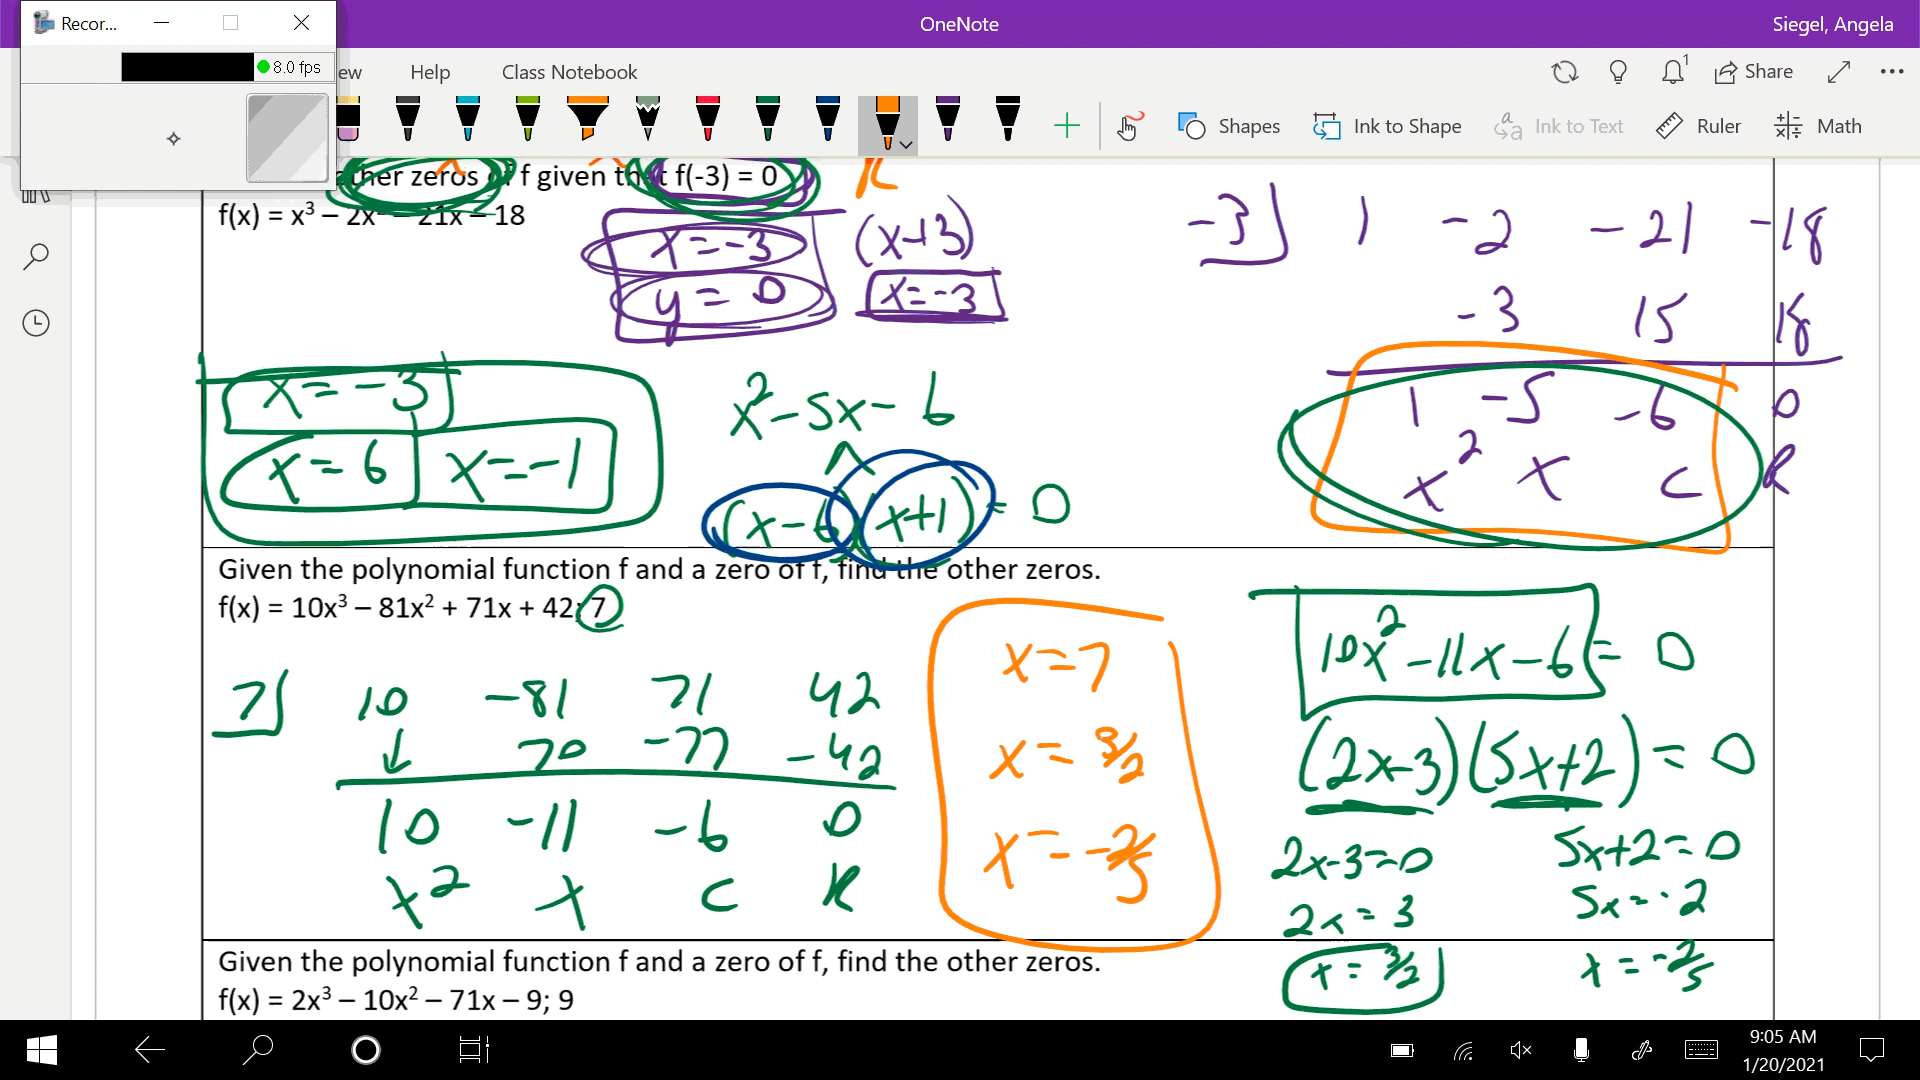 Recor...
OneNote
Siegel, Angela
8.0 fps
ew Help Class Notebook
1
Share
Shapes Ink to Shape Ink to Text Ruler Math
ther zeros of f given that f(-3) = 0
f(x) = x³ – 2x² – 21x – 18
x = -3
y = 0
(x+3)
x = -3
-3 1 -2 -21 -18
-3 15 18
1 -5 -6 0
x² x c R
x = -3
x = 6 x = -1
x² - 5x - 6
(x-6)(x+1) = 0
Given the polynomial function f and a zero of f, find the other zeros.
f(x) = 10x³ – 81x² + 71x + 42; 7
7 10 -81 71 42
70 -77 -42
10 -11 -6 0
x² x c R
x = 7
x = 3/2
x = -2/5
10x² - 11x - 6 = 0
(2x-3)(5x+2) = 0
2x-3=0 5x+2=0
2x = 3 5x = -2
x = 3/2 x = -2/5
Given the polynomial function f and a zero of f, find the other zeros.
f(x) = 2x³ – 10x² – 71x – 9; 9
9:05 AM
1/20/2021